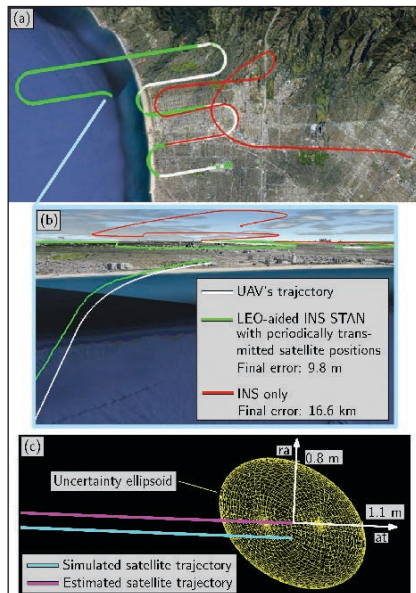 (a)
(b)
UAV's trajectory
LEO-aided INS STAN
with periodically trans-
mitted satellite positions
Final error: 9.8 m
INS only
Final error: 16.6 km
(c)
ra
0.8 m
Uncertainty ellipsoid
1.1 m
at
Simulated satellite trajectory
Estimated satellite trajectory